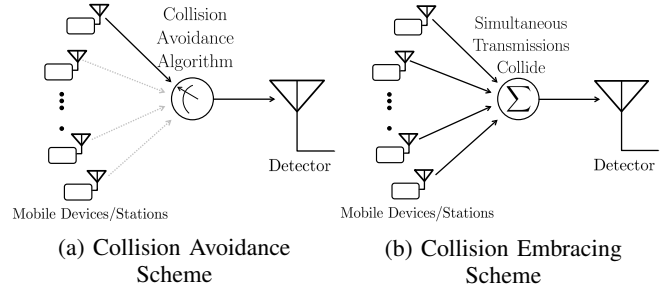 Collision
Avoidance
Algorithm
Detector
Mobile Devices/Stations
(a) Collision Avoidance
Scheme
Simultaneous
Transmissions
Collide
Σ
Detector
Mobile Devices/Stations
(b) Collision Embracing
Scheme